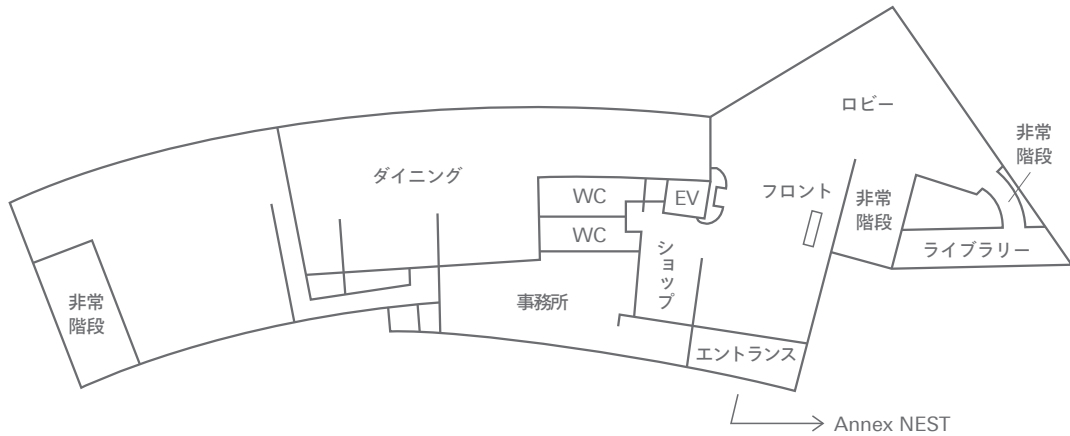 ロビー
非常
階段
ダイニング
WC
EV
フロント
非常
階段
WC
ショップ
ライブラリー
非常
階段
事務所
エントランス
Annex NEST